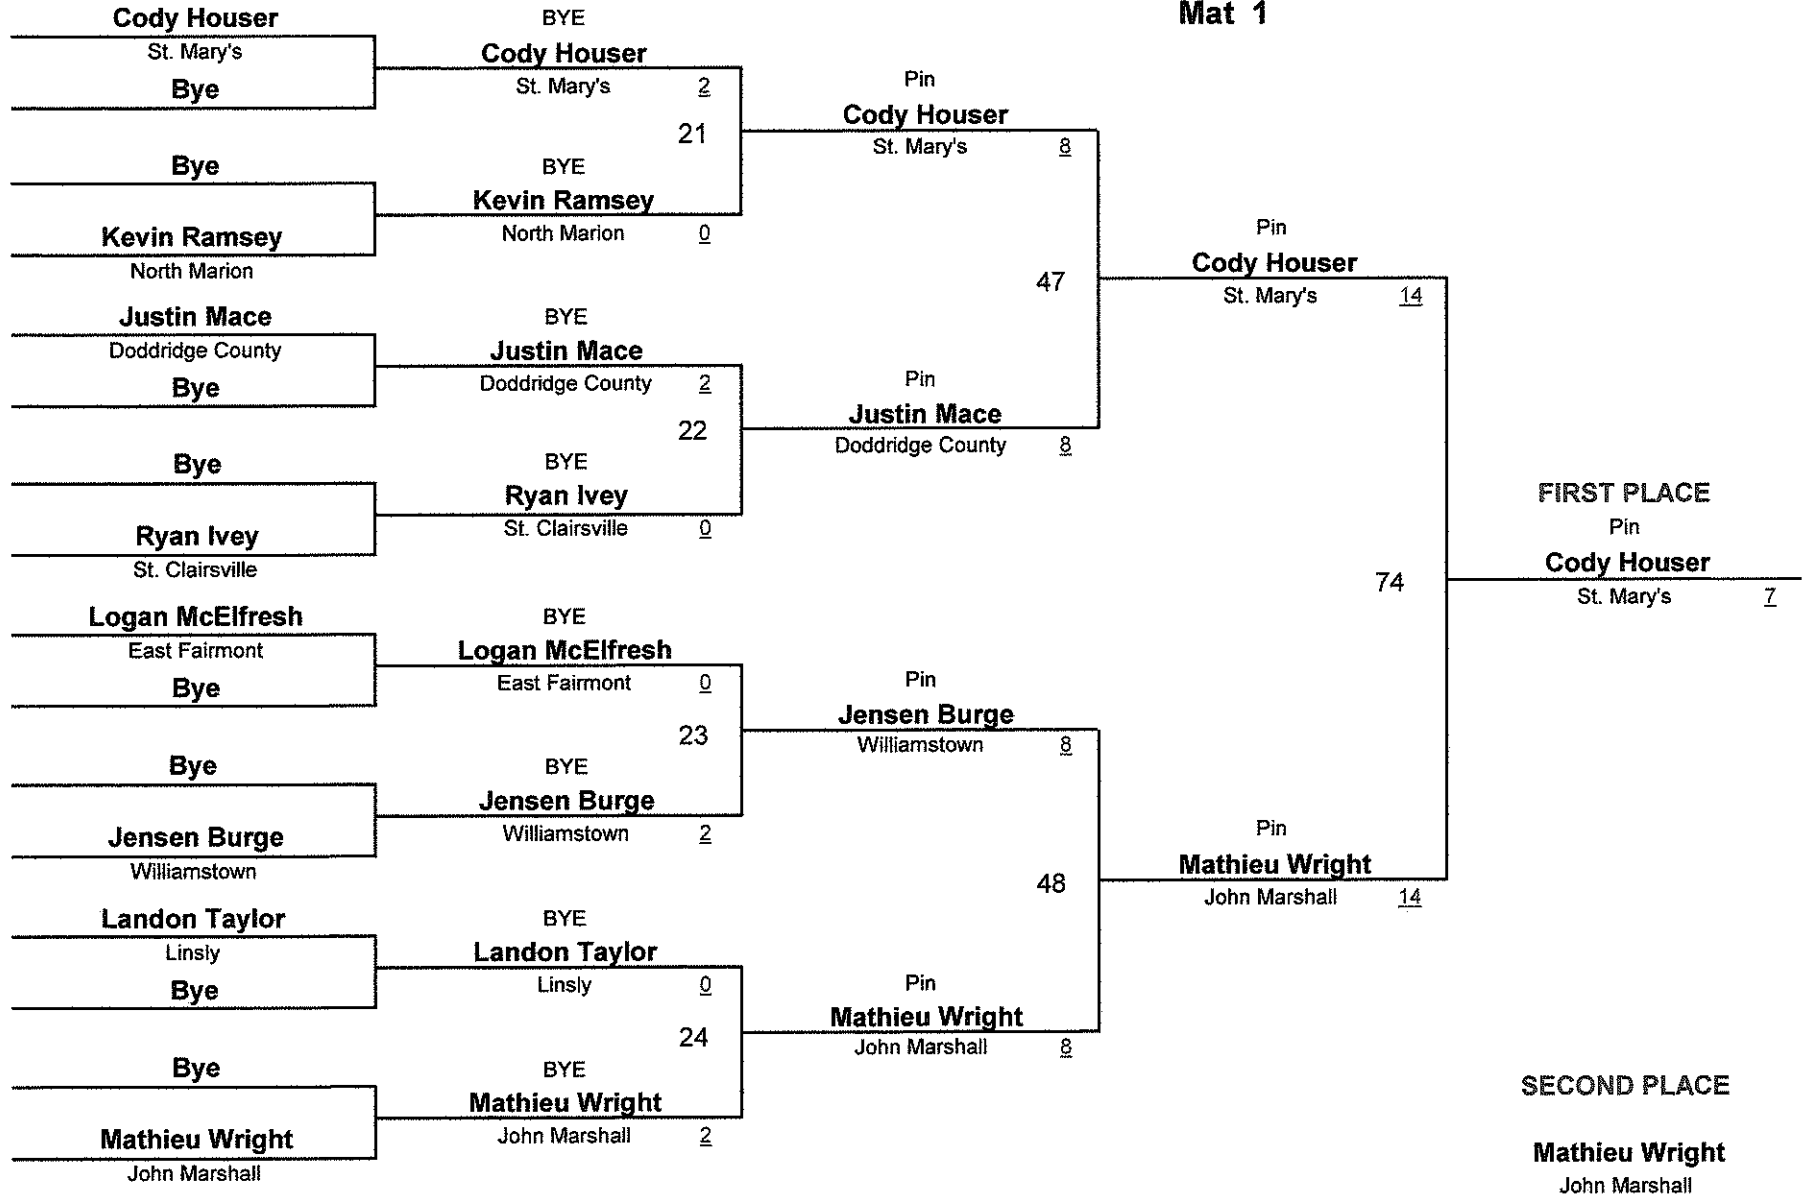 Mat 1
Cody Houser
St. Mary's
Bye
Bye
Kevin Ramsey
North Marion
Justin Mace
Doddridge County
Bye
Bye
Ryan Ivey
St. Clairsville
Logan McElfresh
East Fairmont
Bye
Bye
Jensen Burge
Williamstown
Landon Taylor
Linsly
Bye
Bye
Mathieu Wright
John Marshall
BYE
Cody Houser
St. Mary's 2
21
BYE
Kevin Ramsey
North Marion 0
BYE
Justin Mace
Doddridge County 2
22
BYE
Ryan Ivey
St. Clairsville 0
BYE
Logan McElfresh
East Fairmont 0
23
BYE
Jensen Burge
Williamstown 2
BYE
Landon Taylor
Linsly 0
24
BYE
Mathieu Wright
John Marshall 2
Pin
Cody Houser
St. Mary's 8
47
Pin
Justin Mace
Doddridge County 8
Pin
Jensen Burge
Williamstown 8
48
Pin
Mathieu Wright
John Marshall 8
Pin
Cody Houser
St. Mary's 14
74
Pin
Mathieu Wright
John Marshall 14
FIRST PLACE
Pin
Cody Houser
St. Mary's 7
SECOND PLACE
Mathieu Wright
John Marshall